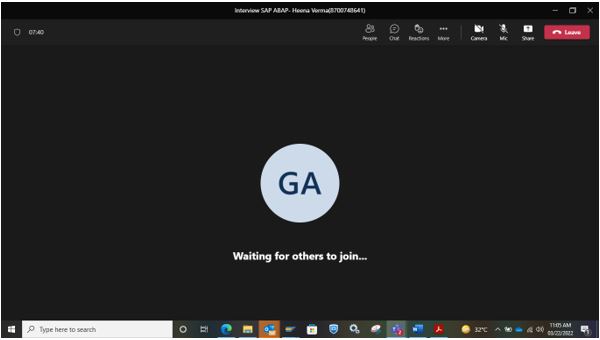 Interview SAP ABAP- Heena Verma(8700748641)
07:40
People
Chat
Reactions
More
Camera
Mic
Share
Leave
GA
Waiting for others to join...
Type here to search
32°C
11:05 AM
03/22/2022